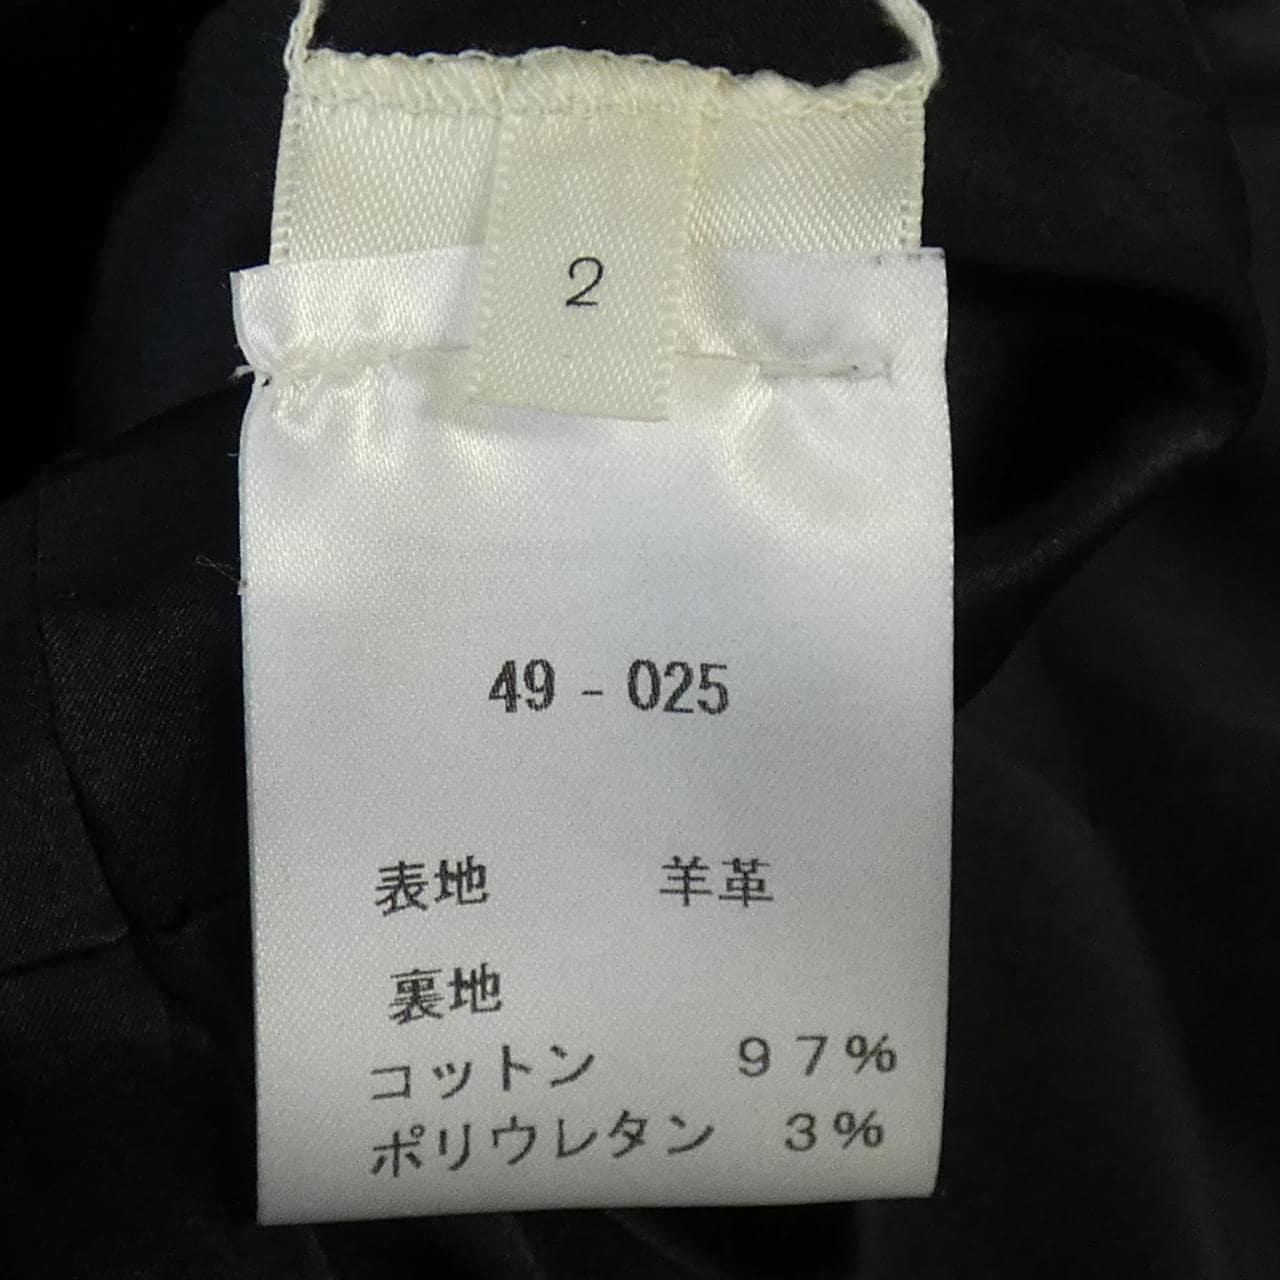 2
49 - 025
表地 羊革
裏地
コットン 97%
ポリウレタン 3%